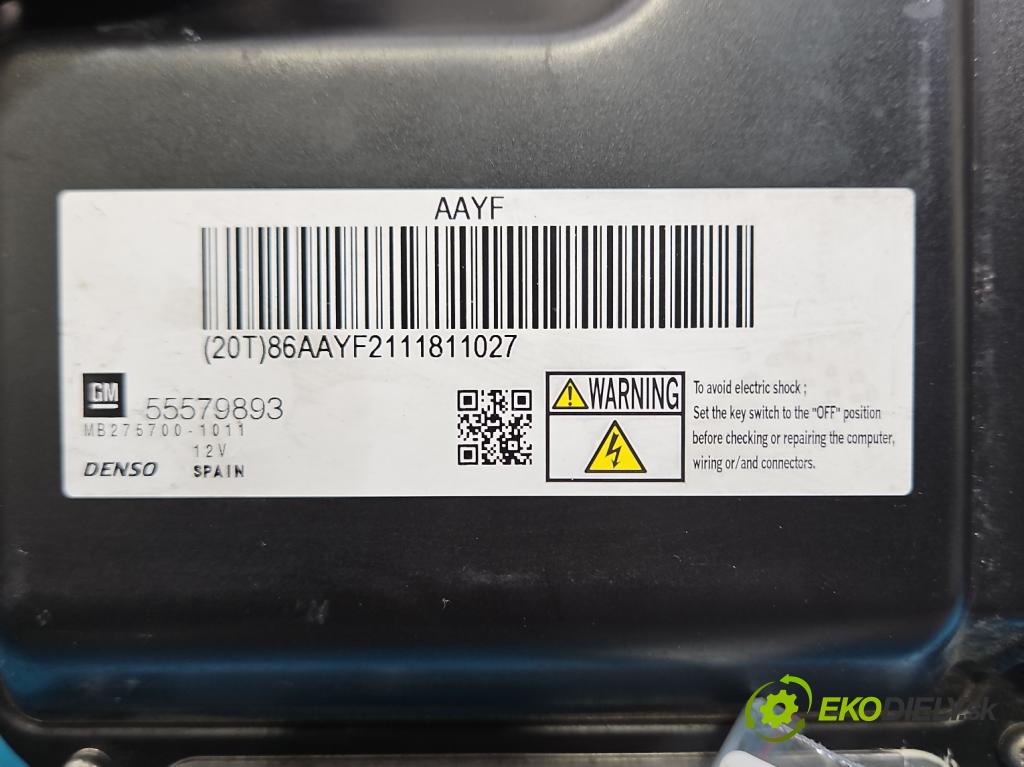 AAYF
(20T)86AAYF2111811027
GM
55579893
MB275700-1011
12V
DENSO
SPAIN
WARNING
To avoid electric shock ;
Set the key switch to the "OFF" position
before checking or repairing the computer,
wiring or/and connectors.
EKODIELY.sk